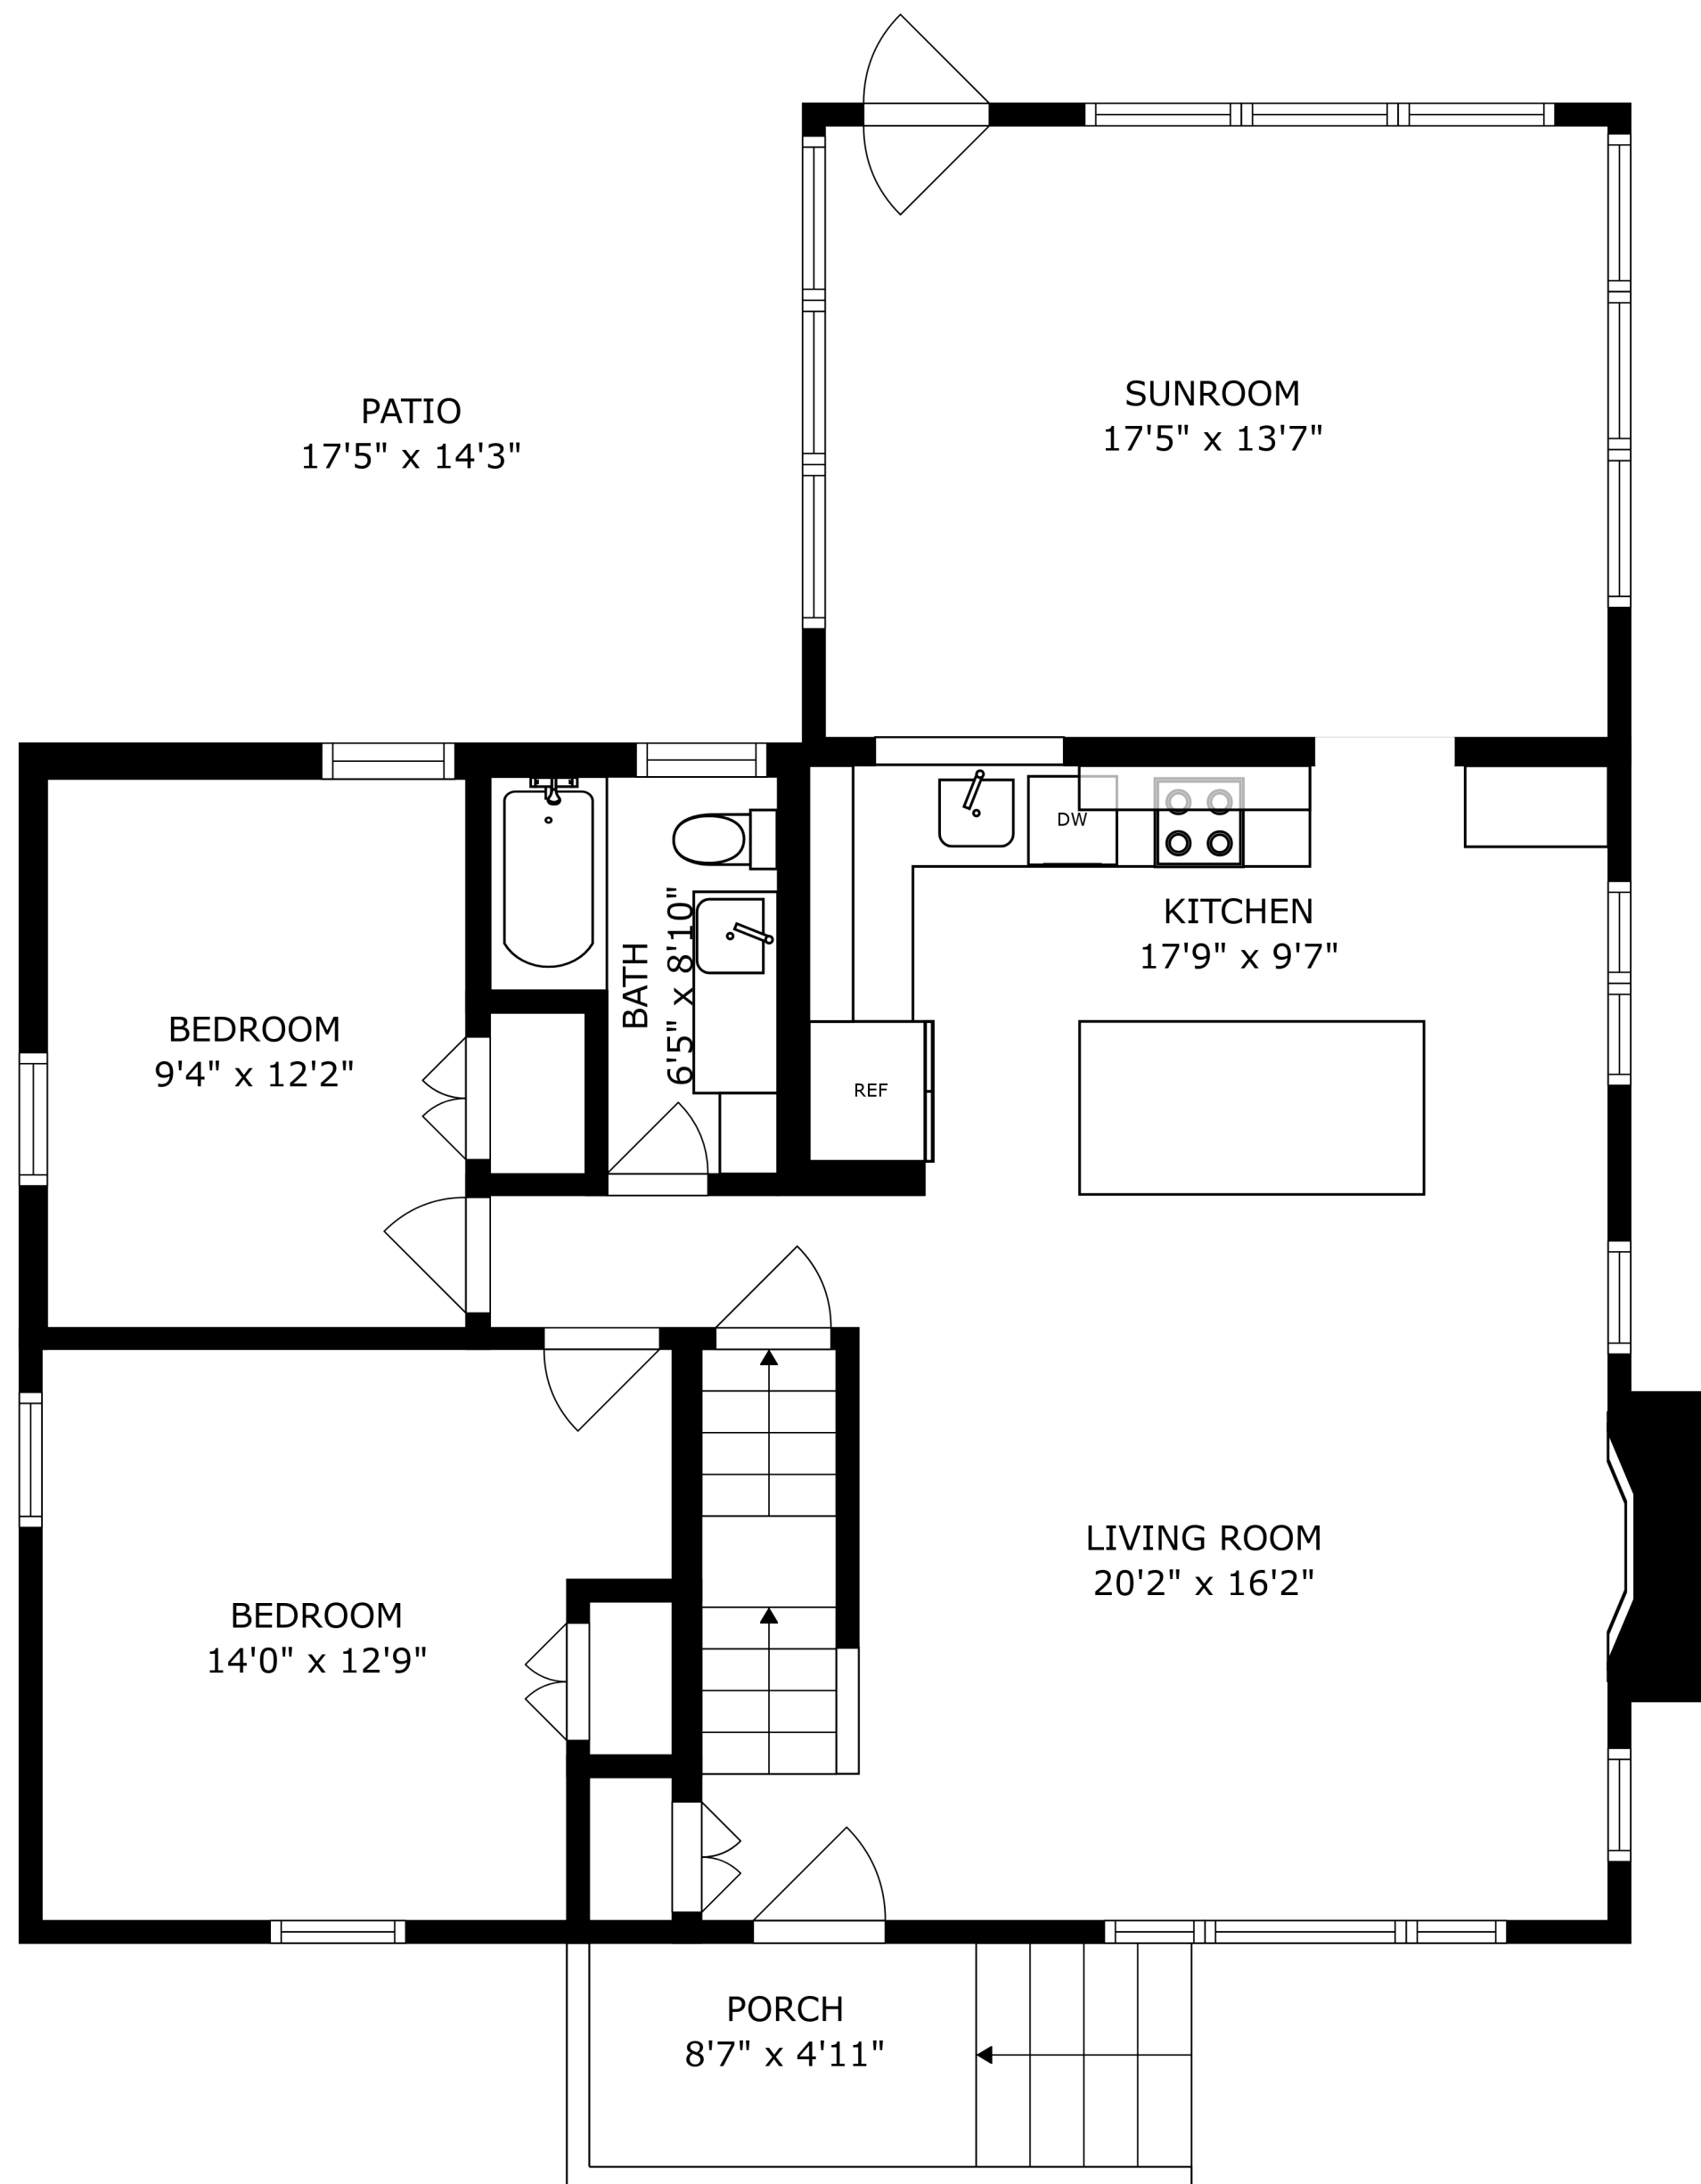 PATIO
17'5" x 14'3"
SUNROOM
17'5" x 13'7"
DW
KITCHEN
17'9" x 9'7"
BATH
6'5" x 8'10"
BEDROOM
9'4" x 12'2"
REF
LIVING ROOM
20'2" x 16'2"
BEDROOM
14'0" x 12'9"
PORCH
8'7" x 4'11"